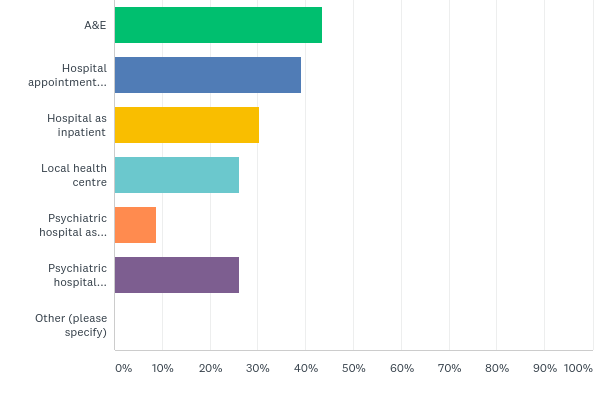 A&E
Hospital
appointment...
Hospital as
inpatient
Local health
centre
Psychiatric
hospital as...
Psychiatric
hospital...
Other (please
specify)
0% 10% 20% 30% 40% 50% 60% 70% 80% 90% 100%